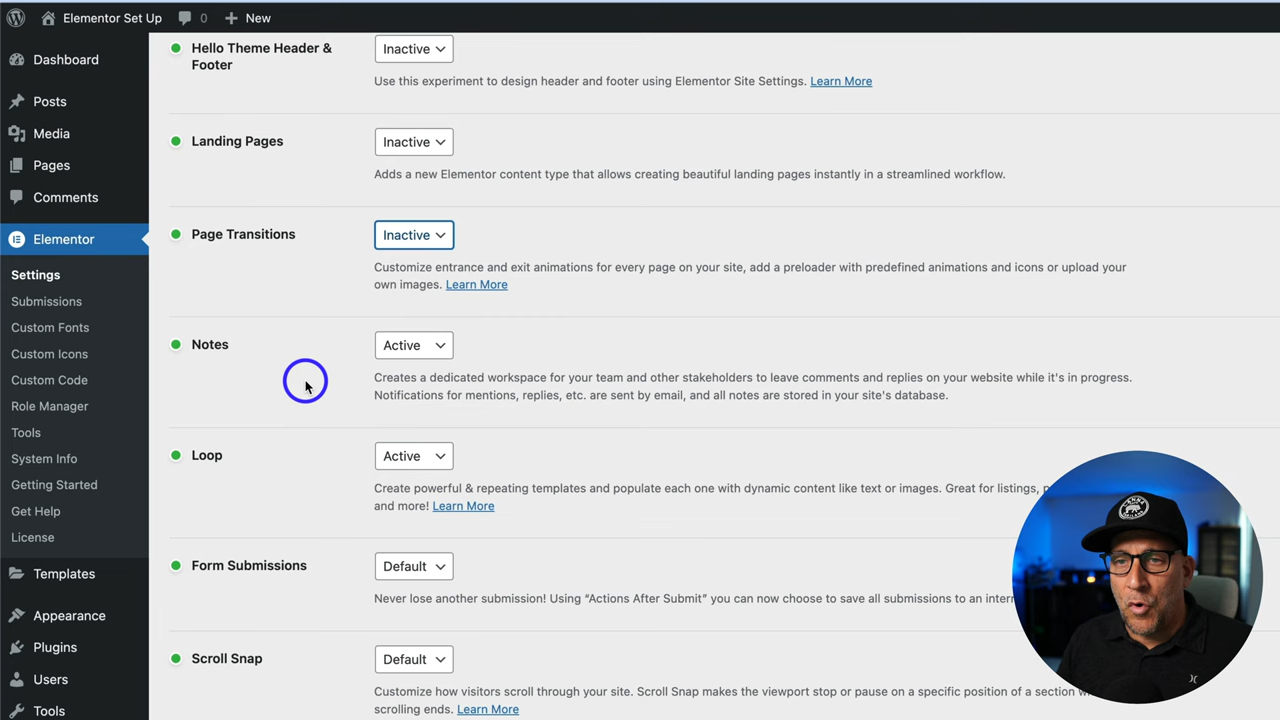 Elementor Set Up
0
New
Dashboard
Posts
Media
Pages
Comments
Elementor
Settings
Submissions
Custom Fonts
Custom Icons
Custom Code
Role Manager
Tools
System Info
Getting Started
Get Help
License
Templates
Appearance
Plugins
Users
Tools
Hello Theme Header &
Footer
Inactive
Use this experiment to design header and footer using Elementor Site Settings. Learn More
Landing Pages
Inactive
Adds a new Elementor content type that allows creating beautiful landing pages instantly in a streamlined workflow.
Page Transitions
Inactive
Customize entrance and exit animations for every page on your site, add a preloader with predefined animations and icons or upload your
own images. Learn More
Notes
Active
Creates a dedicated workspace for your team and other stakeholders to leave comments and replies on your website while it's in progress.
Notifications for mentions, replies, etc. are sent by email, and all notes are stored in your site's database.
Loop
Active
Create powerful & repeating templates and populate each one with dynamic content like text or images. Great for listings,
and more! Learn More
Form Submissions
Default
Never lose another submission! Using “Actions After Submit” you can now choose to save all submissions to an
Scroll Snap
Default
Customize how visitors scroll through your site. Scroll Snap makes the viewport stop or pause on a specific position of a section
scrolling ends. Learn More